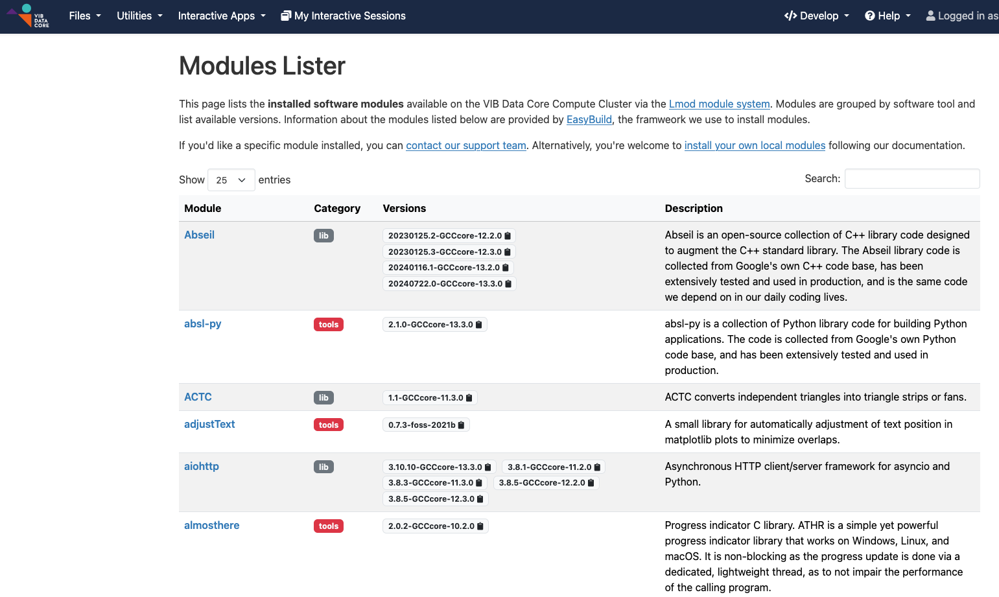 VIB
DATA
CORE
Files
Utilities
Interactive Apps
My Interactive Sessions
Develop
Help
Logged in as
Modules Lister
This page lists the installed software modules available on the VIB Data Core Compute Cluster via the Lmod module system. Modules are grouped by software tool and
list available versions. Information about the modules listed below are provided by EasyBuild, the framweork we use to install modules.
If you'd like a specific module installed, you can contact our support team. Alternatively, you're welcome to install your own local modules following our documentation.
Show 25 entries
Search:
Module Category Versions Description
Abseil
lib
20230125.2-GCCcore-12.2.0
20230125.3-GCCcore-12.3.0
20240116.1-GCCcore-13.2.0
20240722.0-GCCcore-13.3.0
Abseil is an open-source collection of C++ library code designed
to augment the C++ standard library. The Abseil library code is
collected from Google's own C++ code base, has been
extensively tested and used in production, and is the same code
we depend on in our daily coding lives.
absl-py
tools
2.1.0-GCCcore-13.3.0
absl-py is a collection of Python library code for building Python
applications. The code is collected from Google's own Python
code base, and has been extensively tested and used in
production.
ACTC
lib
1.1-GCCcore-11.3.0
ACTC converts independent triangles into triangle strips or fans.
adjustText
tools
0.7.3-foss-2021b
A small library for automatically adjustment of text position in
matplotlib plots to minimize overlaps.
aiohttp
lib
3.10.10-GCCcore-13.3.0 3.8.1-GCCcore-11.2.0
3.8.3-GCCcore-11.3.0 3.8.5-GCCcore-12.2.0
3.8.5-GCCcore-12.3.0
Asynchronous HTTP client/server framework for asyncio and
Python.
almosthere
tools
2.0.2-GCCcore-10.2.0
Progress indicator C library. ATHR is a simple yet powerful
progress indicator library that works on Windows, Linux, and
macOS. It is non-blocking as the progress update is done via a
dedicated, lightweight thread, as to not impair the performance
of the calling program.